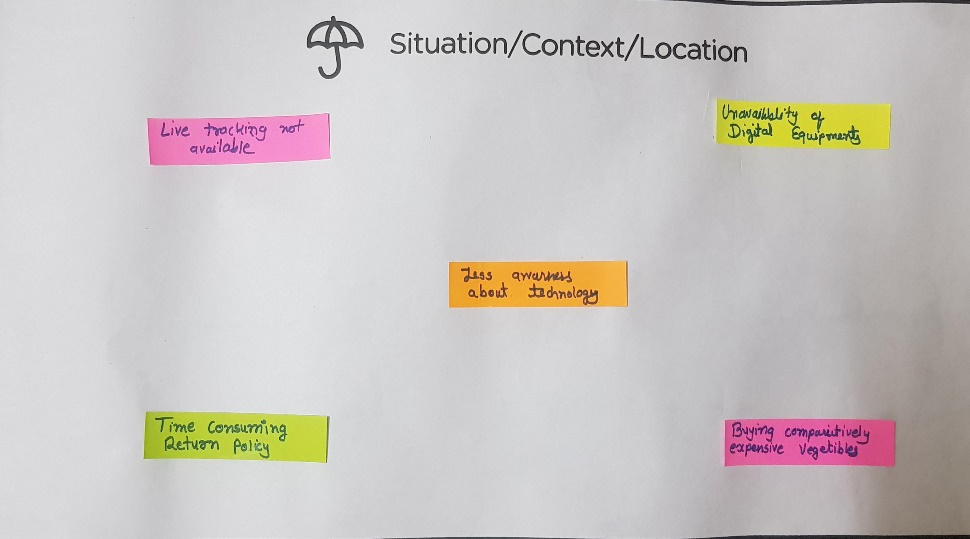 Situation/Context/Location
Live tracking not
available
Unavaiblility of
Digital Equipments
Less awarness
about technology
Time Consuming
Return Policy
Buying comparitively
expensive Vegetibles